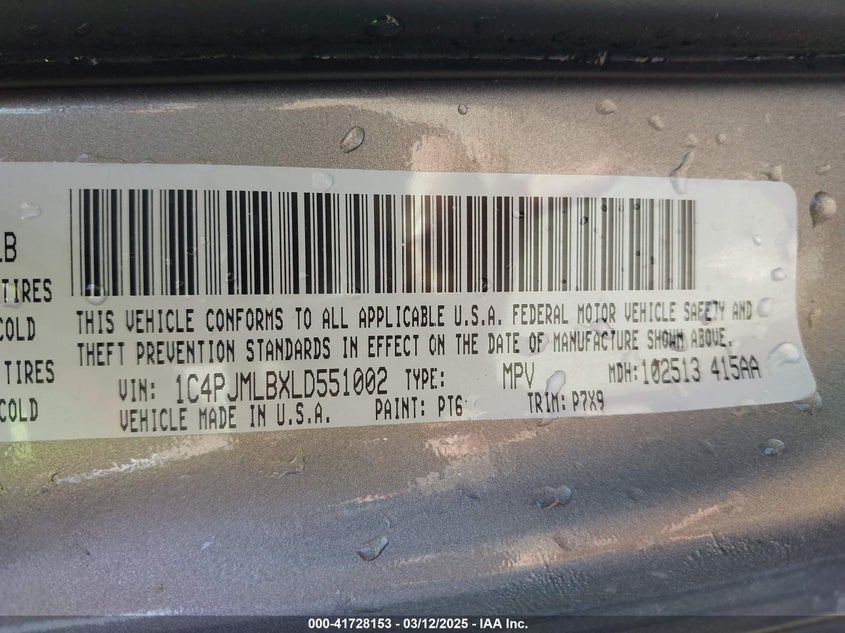 LB
TIRES
COLD
TIRES
COLD
THIS VEHICLE CONFORMS TO ALL APPLICABLE U.S.A. FEDERAL MOTOR VEHICLE SAFETY AND
THEFT PREVENTION STANDARDS IN EFFECT ON THE DATE OF MANUFACTURE SHOWN ABOVE.
VIN: 1C4PJMLBXLD551002 TYPE: MPV MDH:102513 415AA
VEHICLE MADE IN U.S.A. PAINT: PT6 TRIM: P7X9
000-41728153 - 03/12/2025 - IAA Inc.